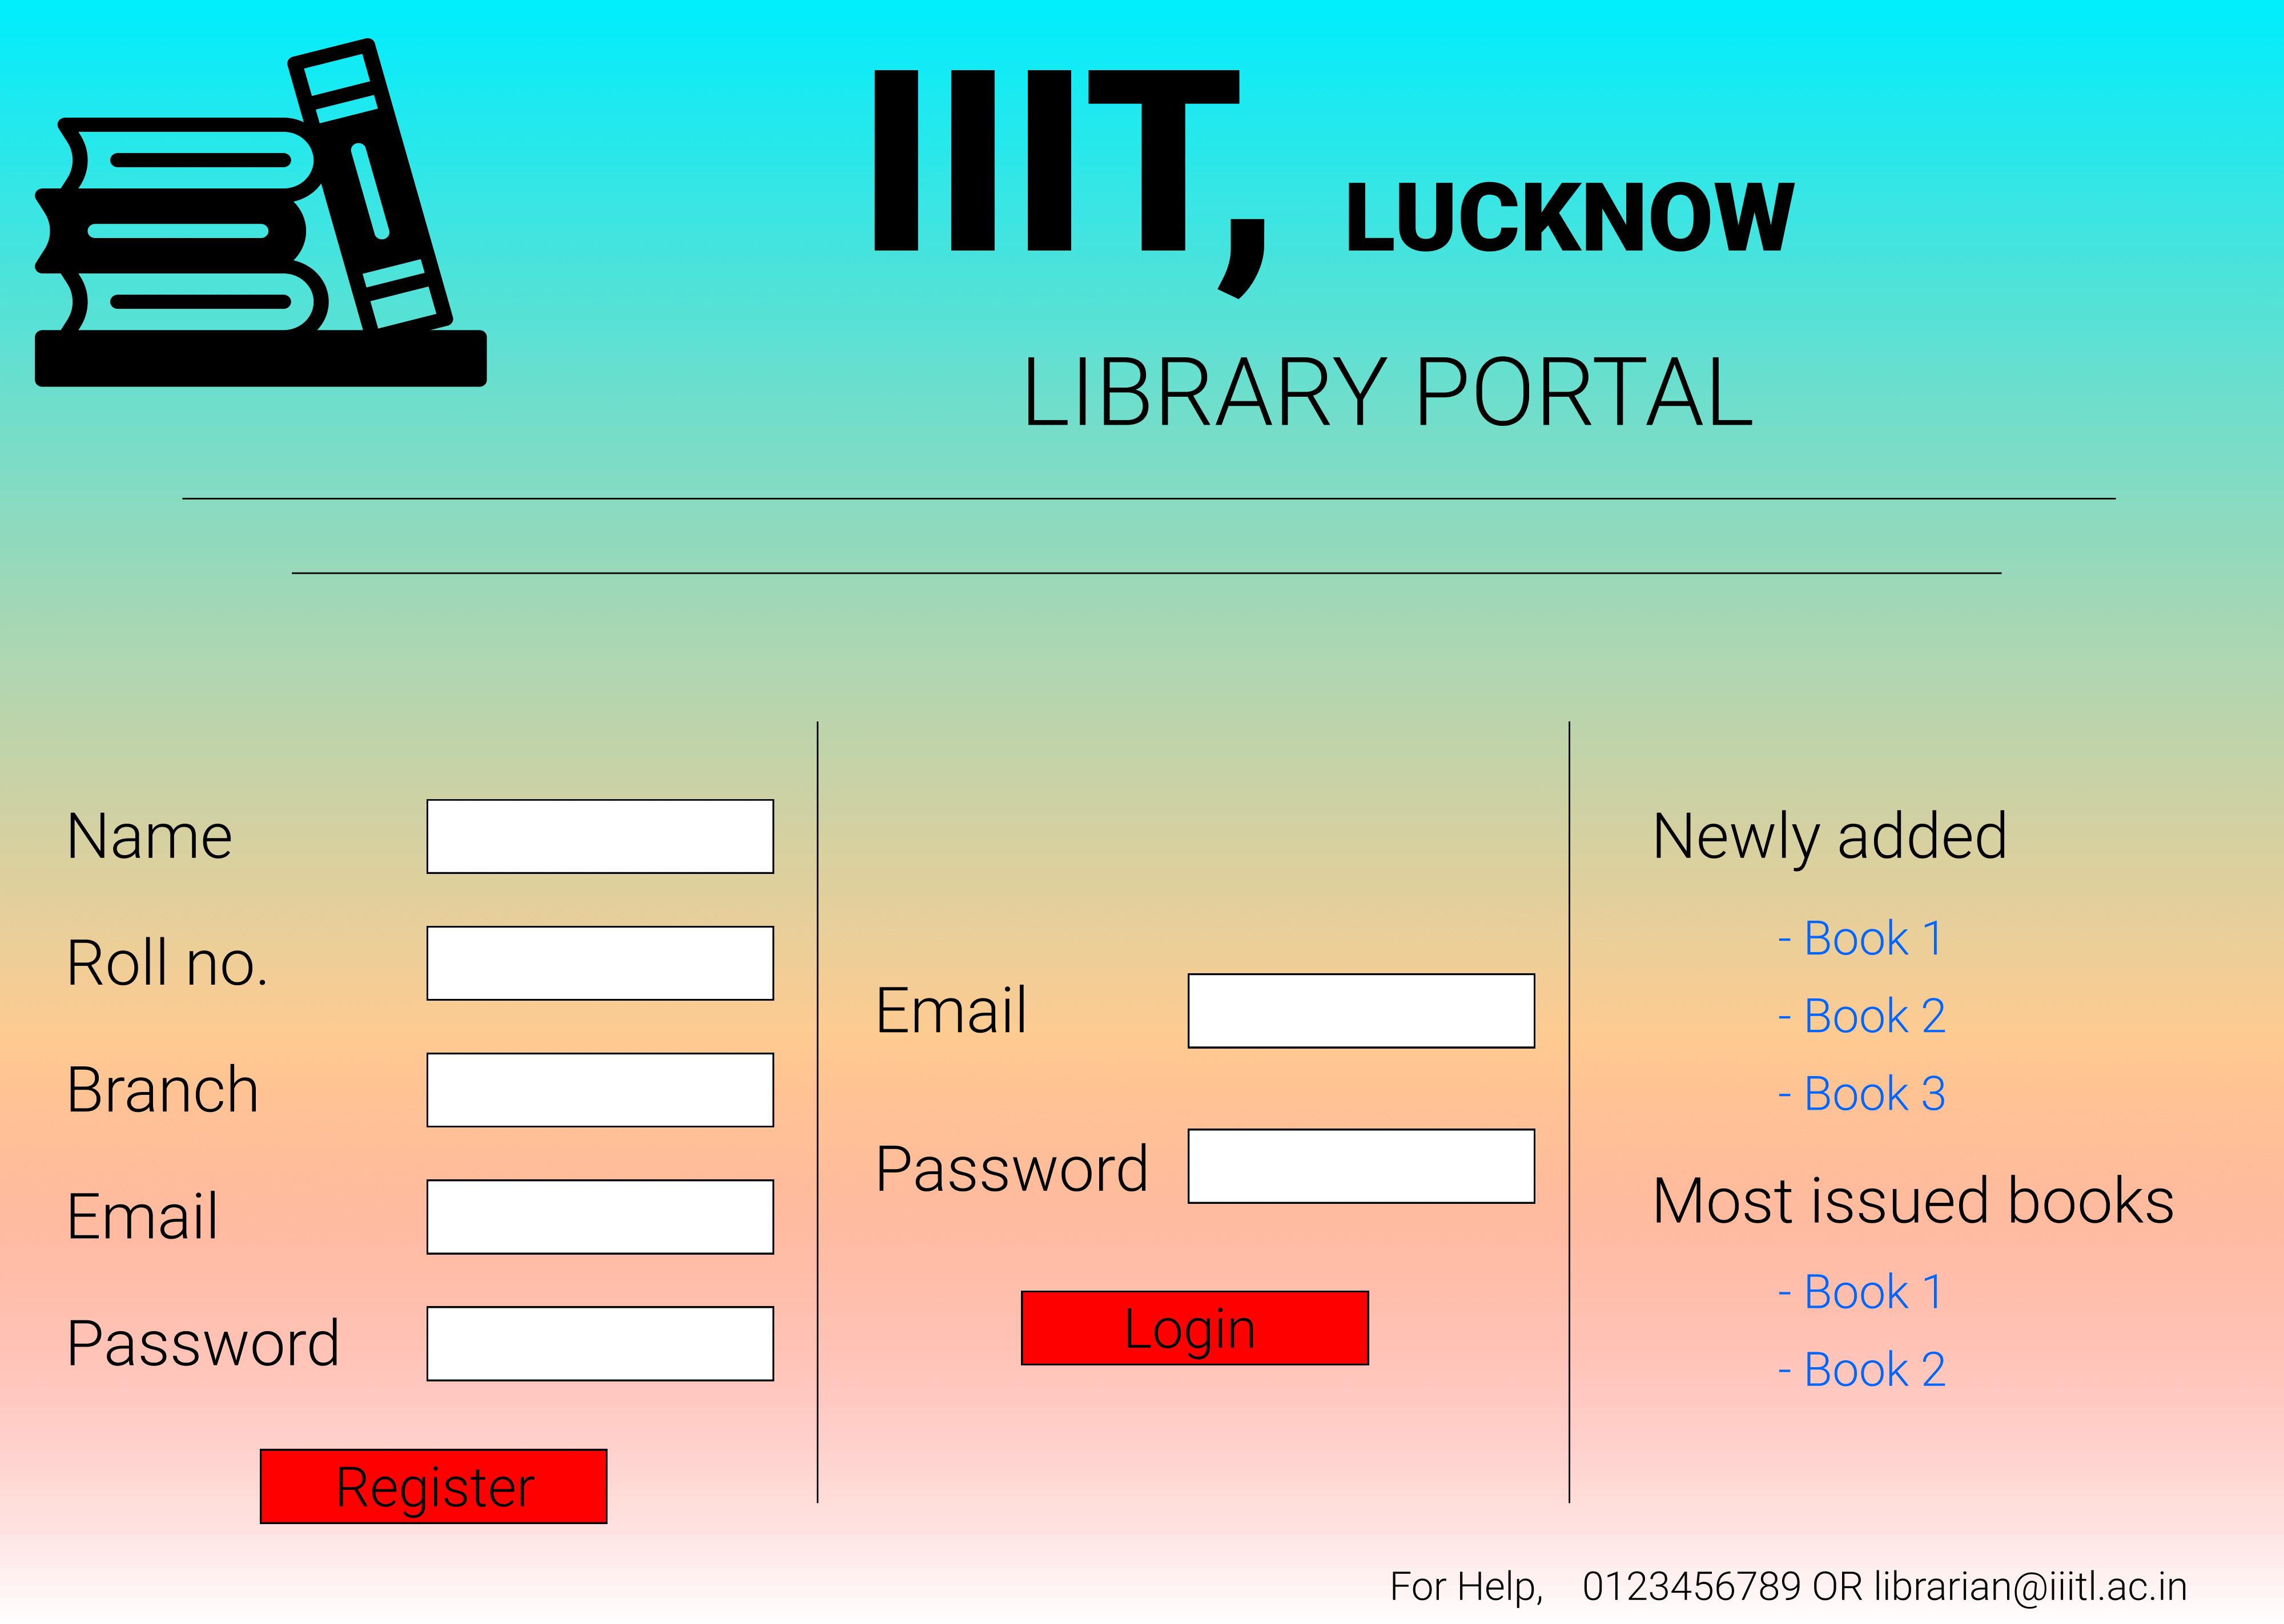 IIIT, LUCKNOW
LIBRARY PORTAL
Name
Roll no.
Branch
Email
Password
Register
Email
Password
Login
Newly added
- Book 1
- Book 2
- Book 3
Most issued books
- Book 1
- Book 2
For Help, 0123456789 OR librarian@iiitl.ac.in